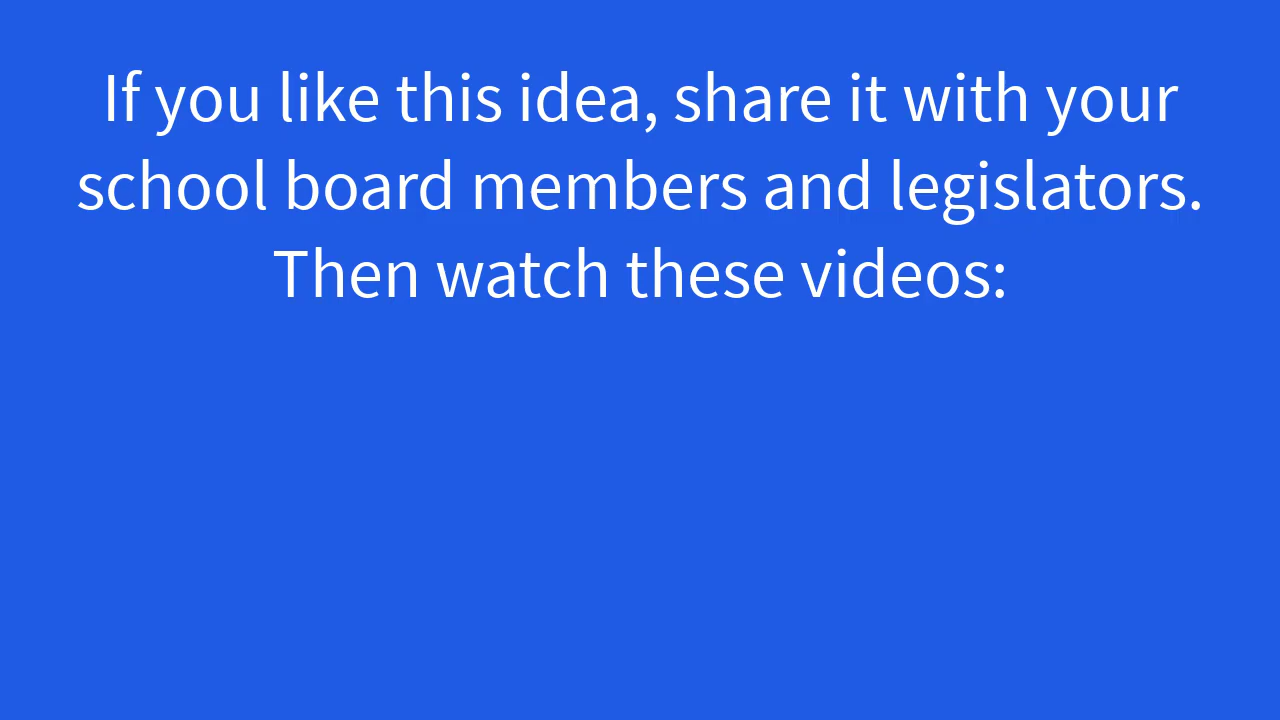 If you like this idea, share it with your
school board members and legislators.
Then watch these videos: